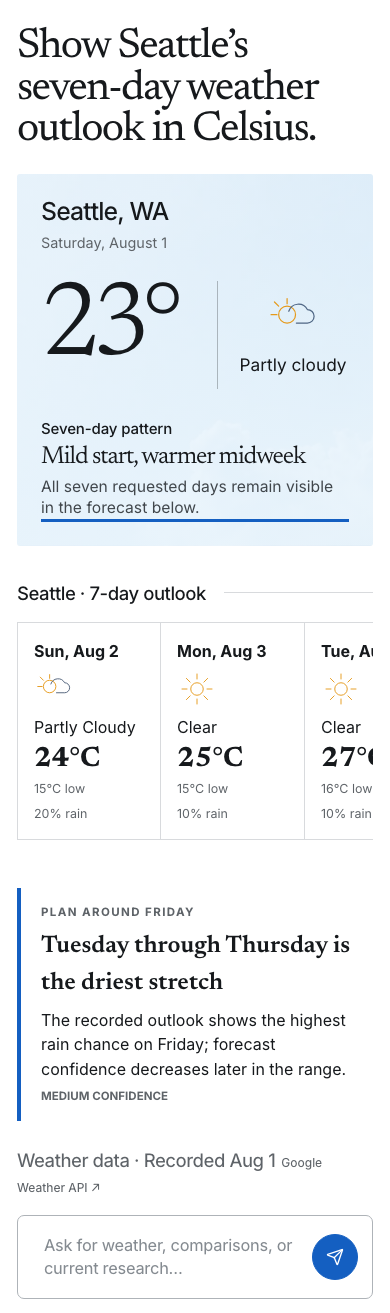 Show Seattle’s
seven-day weather
outlook in Celsius.
Seattle, WA
Saturday, August 1
23°
Partly cloudy
Seven-day pattern
Mild start, warmer midweek
All seven requested days remain visible
in the forecast below.
Seattle · 7-day outlook
Sun, Aug 2
Partly Cloudy
24°C
15°C low
20% rain
Mon, Aug 3
Clear
25°C
15°C low
10% rain
Tue, Au
Clear
27°C
16°C low
10% rain
PLAN AROUND FRIDAY
Tuesday through Thursday is
the driest stretch
The recorded outlook shows the highest
rain chance on Friday; forecast
confidence decreases later in the range.
MEDIUM CONFIDENCE
Weather data · Recorded Aug 1 Google
Weather API ↗
Ask for weather, comparisons, or
current research...